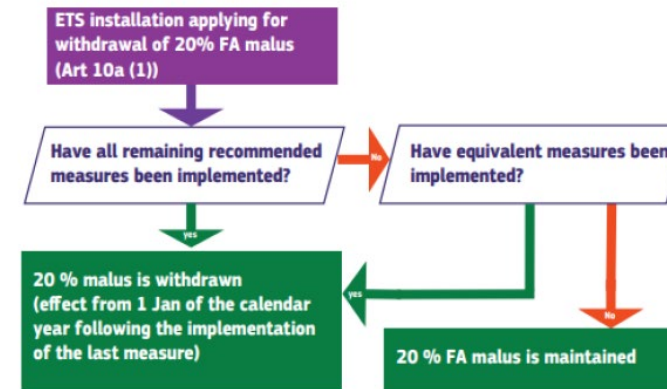 ETS installation applying for
withdrawal of 20% FA malus
(Art 10a (1))
Have all remaining recommended
measures been implemented?
No
Have equivalent measures been
implemented?
yes
20 % malus is withdrawn
(effect from 1 Jan of the calendar
year following the implementation
of the last measure)
yes
No
20 % FA malus is maintained